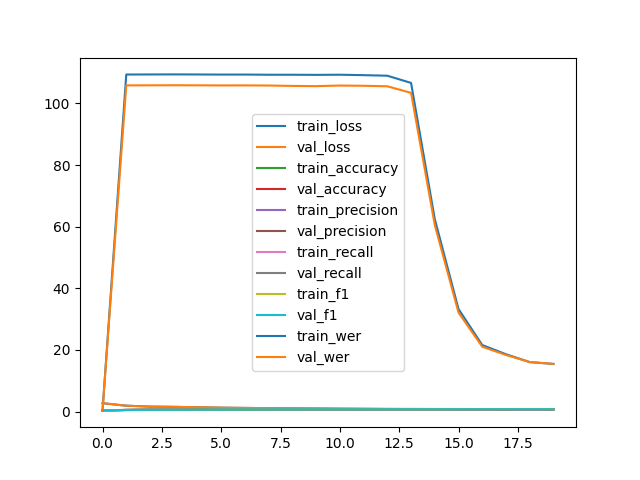 100
80
60
40
20
0
train_loss
val_loss
train_accuracy
val_accuracy
train_precision
val_precision
train_recall
val_recall
train_f1
val_f1
train_wer
val_wer
0.0 2.5 5.0 7.5 10.0 12.5 15.0 17.5